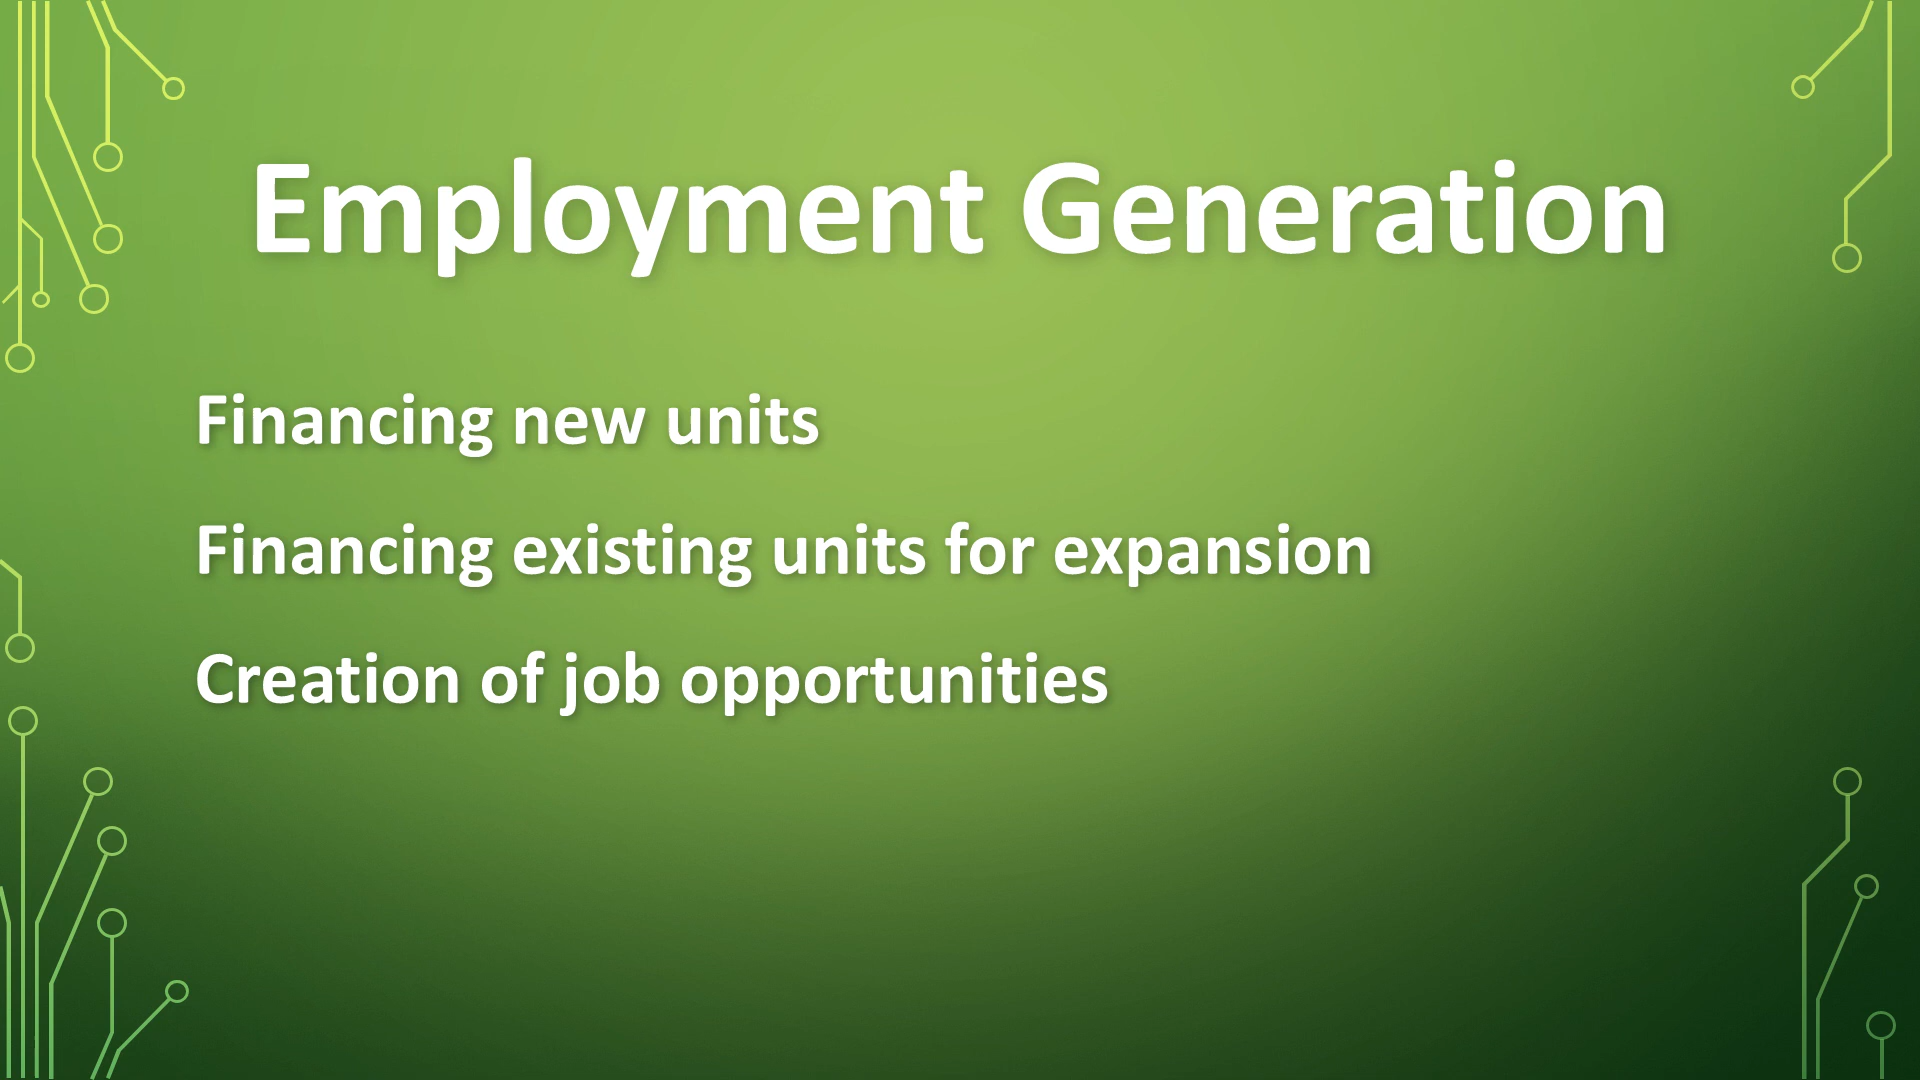 Employment Generation
Financing new units
Financing existing units for expansion
Creation of job opportunities